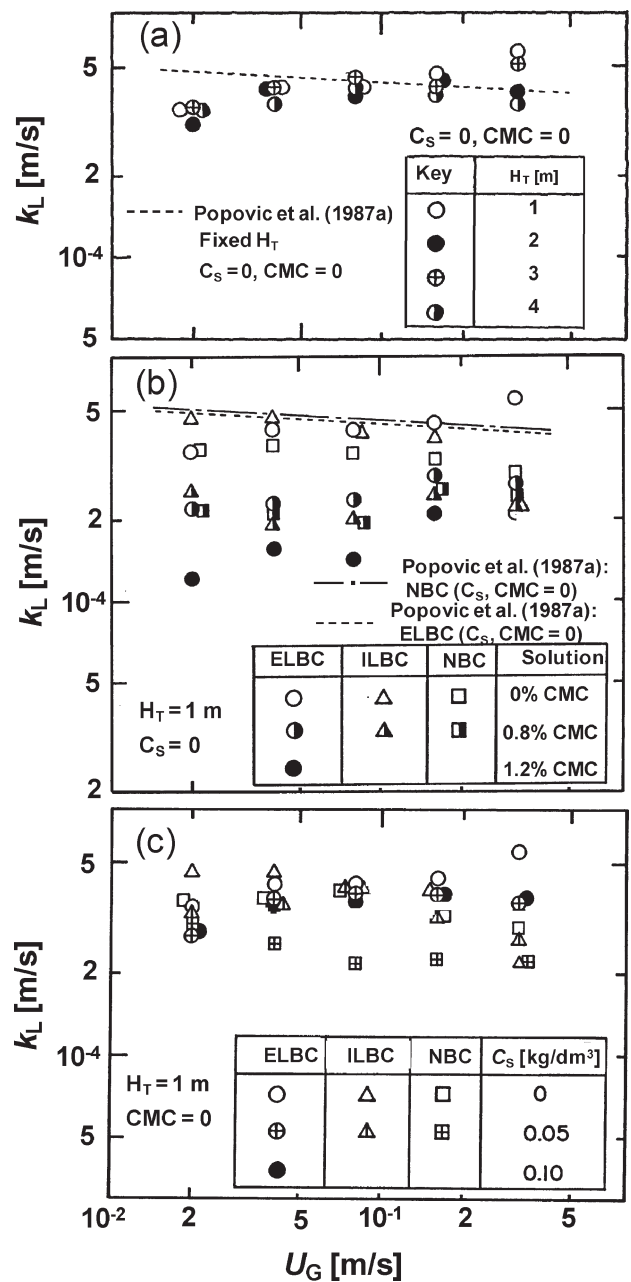 (a)
5
C_S = 0, CMC = 0
Key H_T [m]
1
2
3
4
2
k_L [m/s]
Popovic et al. (1987a)
Fixed H_T
C_S = 0, CMC = 0
10^-4
5
(b)
5
2
k_L [m/s]
Popovic et al. (1987a):
NBC (C_S, CMC = 0)
Popovic et al. (1987a):
ELBC (C_S, CMC = 0)
10^-4
ELBC ILBC NBC Solution
0% CMC
0.8% CMC
1.2% CMC
5
H_T = 1 m
C_S = 0
2
(c)
5
2
k_L [m/s]
10^-4
ELBC ILBC NBC C_S [kg/dm³]
0
0.05
0.10
H_T = 1 m
CMC = 0
5
10^-2 2 5 10^-1 2 5
U_G [m/s]